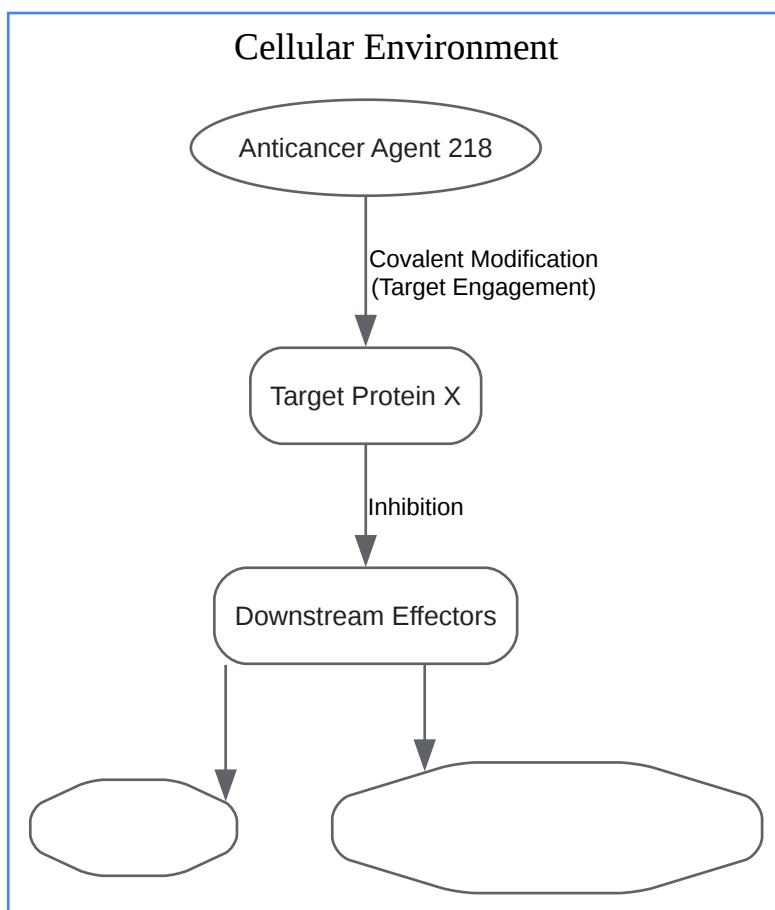 Cellular Environment
Anticancer Agent 218
Covalent Modification
(Target Engagement)
Target Protein X
Inhibition
Downstream Effectors